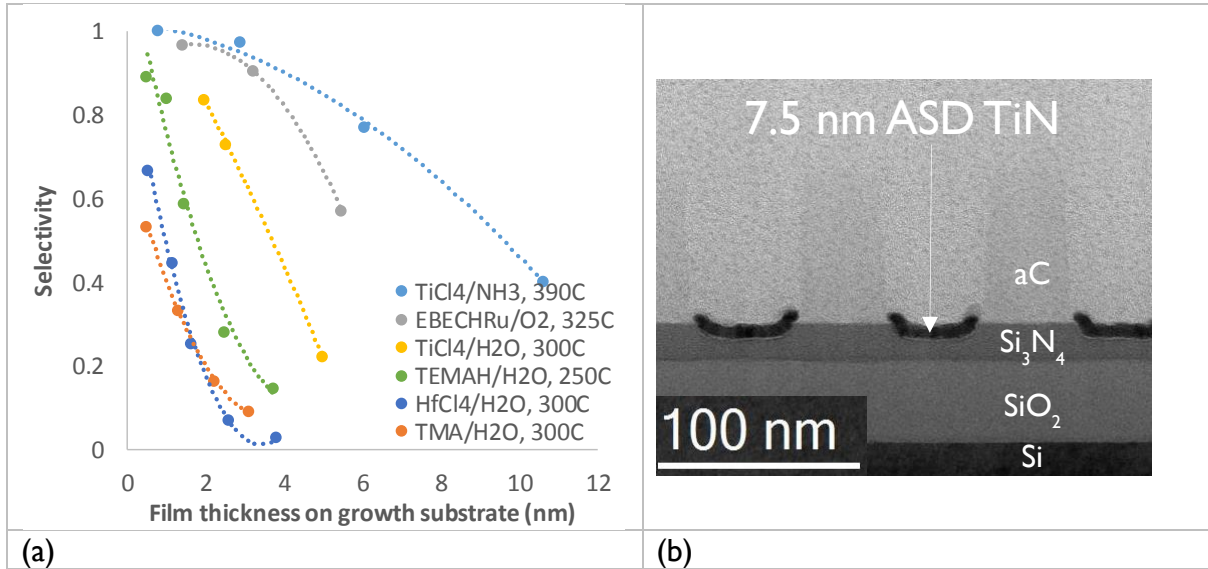 1
0.8
0.6
0.4
0.2
0
Selectivity
TiCl4/NH3, 390C
EBECHRu/O2, 325C
TiCl4/H2O, 300C
TEMAH/H2O, 250C
HfCl4/H2O, 300C
TMA/H2O, 300C
0 2 4 6 8 10 12
Film thickness on growth substrate (nm)
(a)
7.5 nm ASD TiN
aC
Si₃N₄
SiO₂
Si
100 nm
(b)